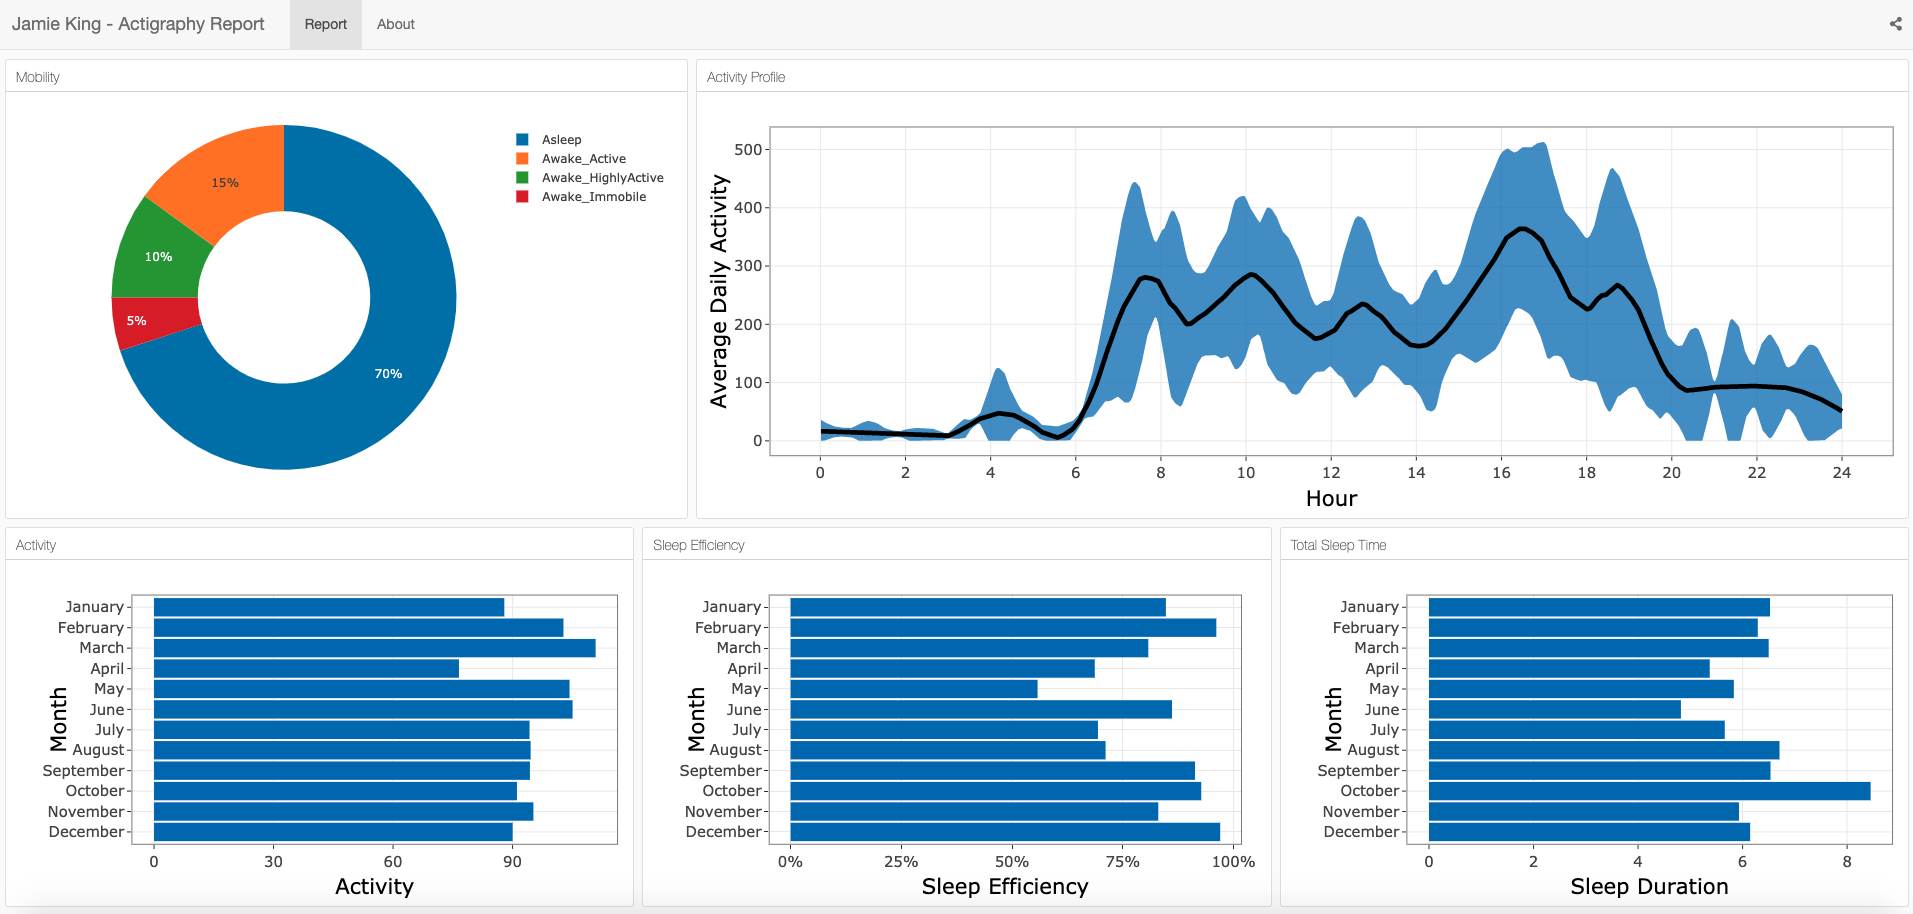 Jamie King - Actigraphy Report
Report
About
Mobility
Asleep
Awake_Active
Awake_HighlyActive
Awake_Immobile
15%
10%
5%
70%
Activity Profile
Average Daily Activity
500
400
300
200
100
0
0 2 4 6 8 10 12 14 16 18 20 22 24
Hour
Activity
Month
January
February
March
April
May
June
July
August
September
October
November
December
0 30 60 90
Activity
Sleep Efficiency
Month
January
February
March
April
May
June
July
August
September
October
November
December
0% 25% 50% 75% 100%
Sleep Efficiency
Total Sleep Time
Month
January
February
March
April
May
June
July
August
September
October
November
December
0 2 4 6 8
Sleep Duration